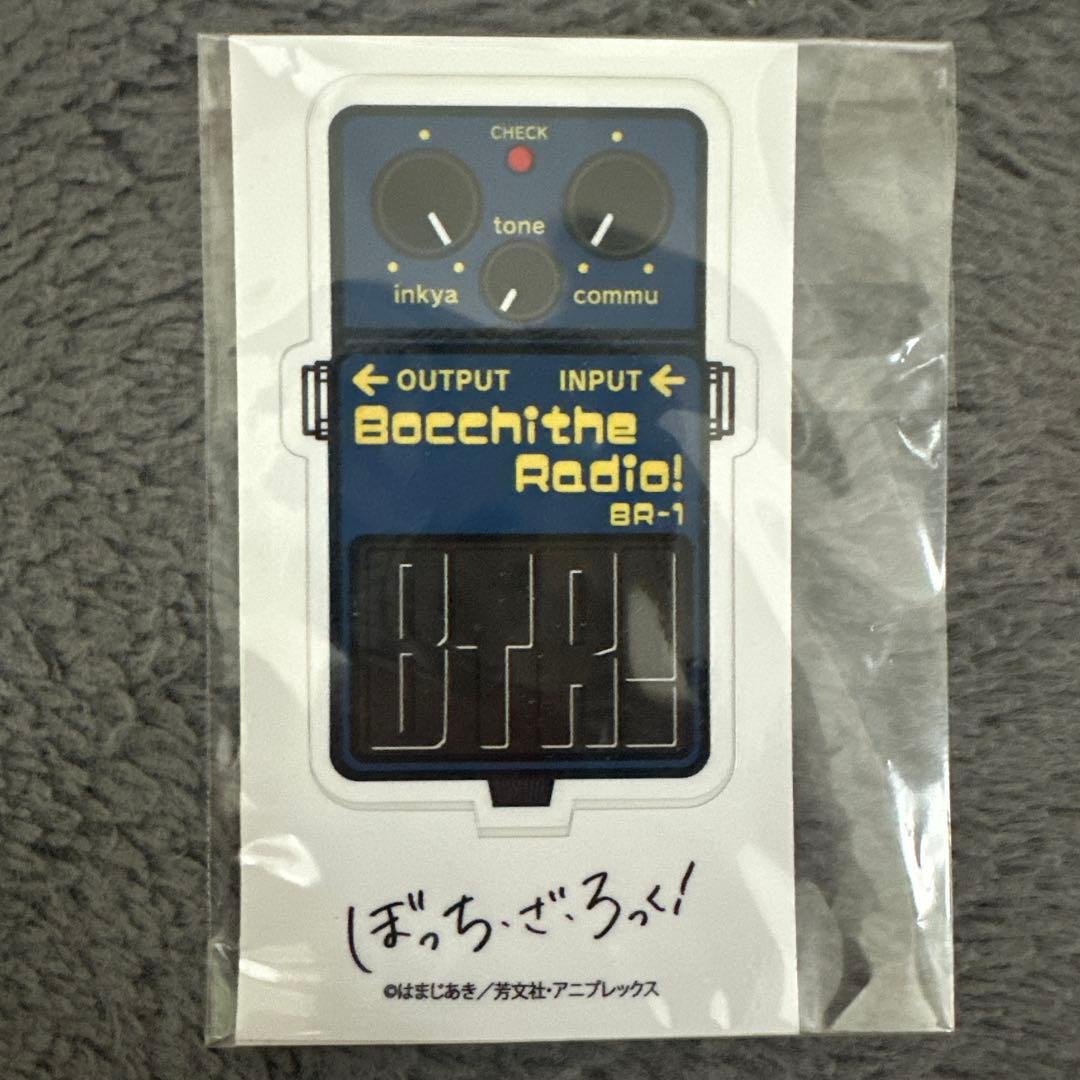 CHECK
tone
inkya
commu
← OUTPUT INPUT ←
Bocchithe
Radio!
BR-1
BTR!
ぼっち・ざ・ろっく!
©はまじあき/芳文社・アニプレックス